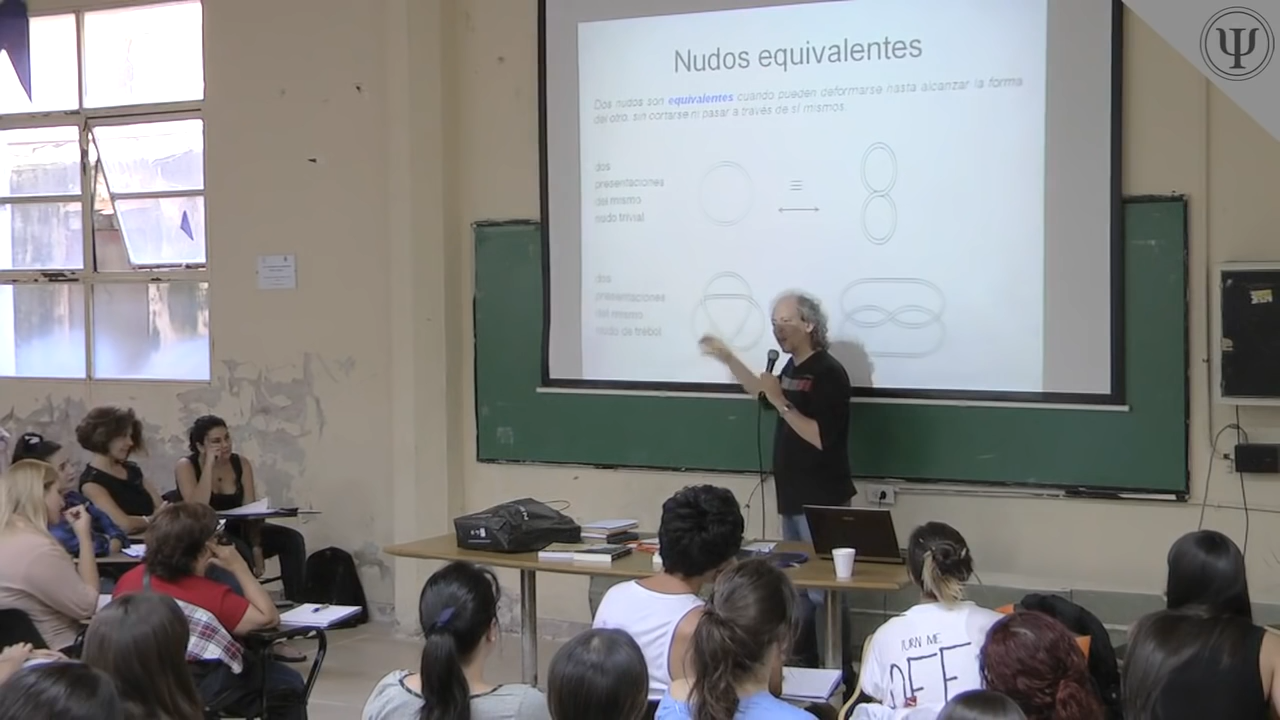 Nudos equivalentes
Dos nudos son equivalentes cuando pueden deformarse hasta alcanzar la forma
del otro, sin cortarse ni pasar a través de sí mismos.
dos
presentaciones
del mismo
nudo trivial
≡
dos
presentaciones
del mismo
nudo de trébol
Ψ
TURN ME
OFF